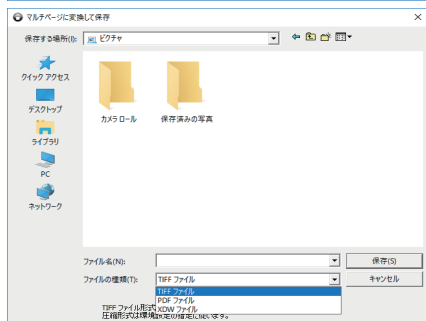 マルチページに変換して保存
保存する場所(I):
ピクチャ
クイック アクセス
デスクトップ
ライブラリ
PC
ネットワーク
カメラ ロール
保存済みの写真
ファイル名(N):
保存(S)
ファイルの種類(T):
TIFF ファイル
キャンセル
TIFF ファイル
PDF ファイル
XDW ファイル
TIFF ファイル形式
圧縮形式は環境設定の指定に従います。